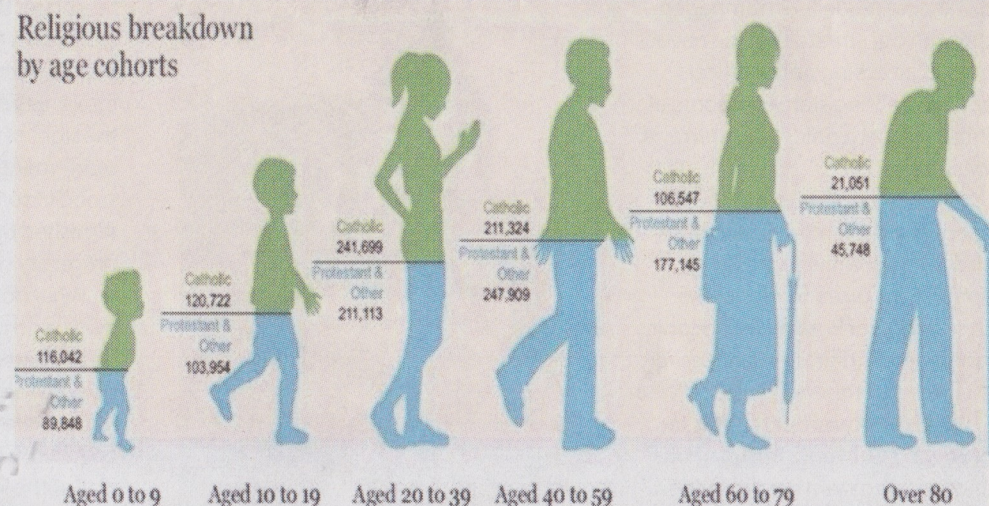 Religious breakdown
by age cohorts
Catholic
116,042
Protestant &
Other
89,848
Aged 0 to 9
Catholic
120,722
Protestant &
Other
103,954
Aged 10 to 19
Catholic
241,699
Protestant &
Other
211,113
Aged 20 to 39
Catholic
211,324
Protestant &
Other
247,909
Aged 40 to 59
Catholic
106,547
Protestant &
Other
177,145
Aged 60 to 79
Catholic
21,051
Protestant &
Other
45,748
Over 80